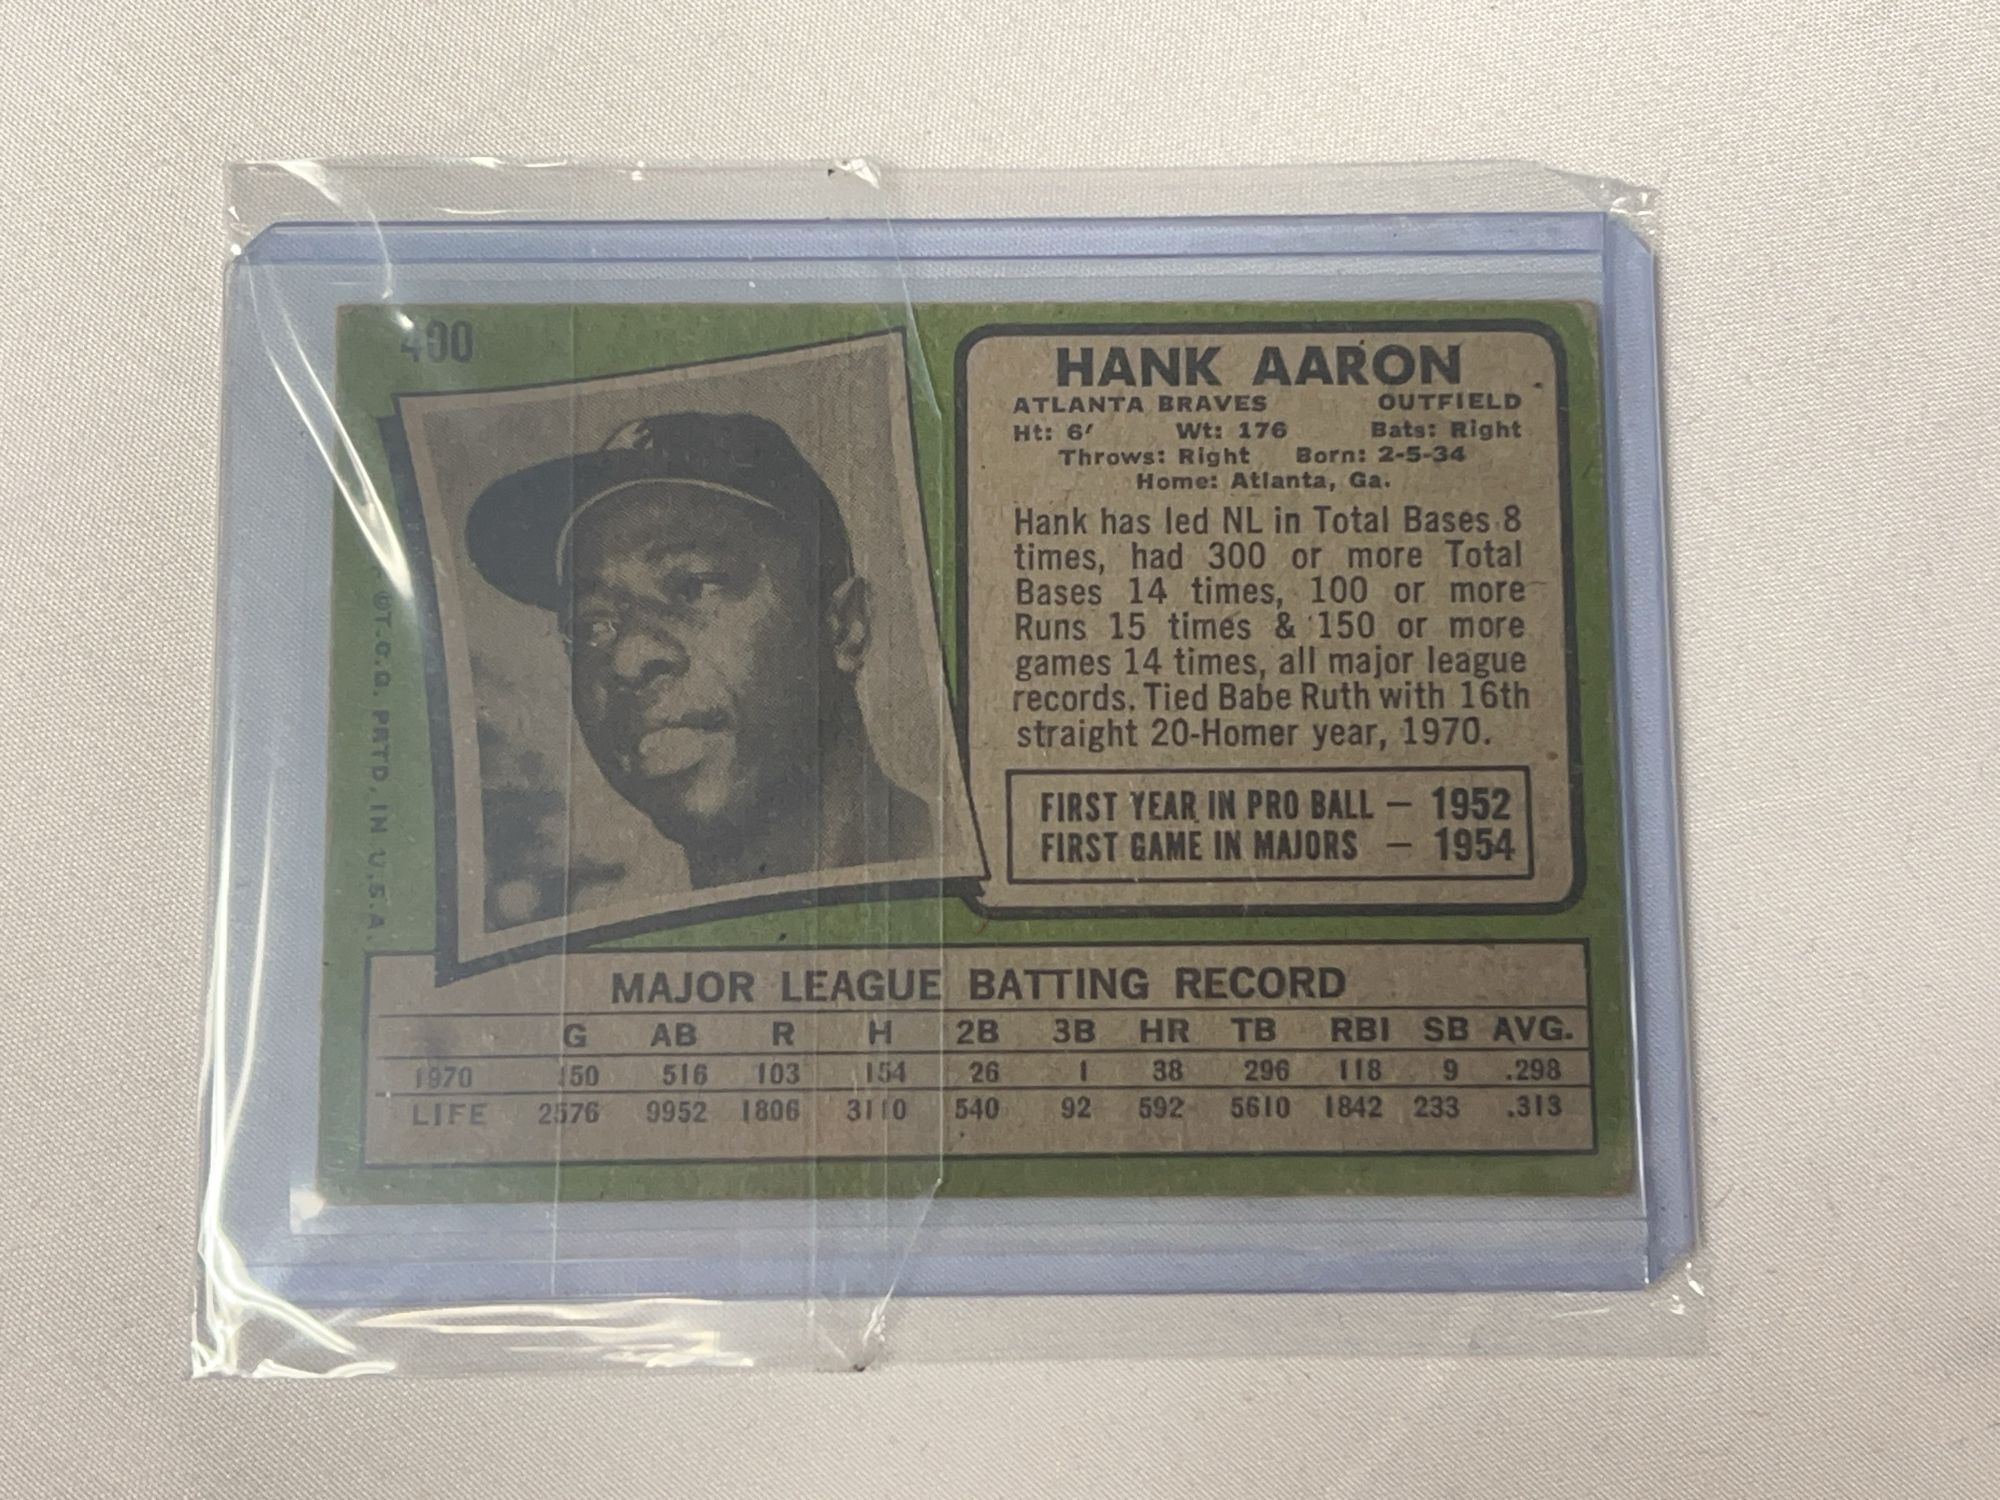 400
HANK AARON
ATLANTA BRAVES OUTFIELD
Ht: 6' Wt: 176 Bats: Right
Throws: Right Born: 2-5-34
Home: Atlanta, Ga.
Hank has led NL in Total Bases 8
times, had 300 or more Total
Bases 14 times, 100 or more
Runs 15 times & 150 or more
games 14 times, all major league
records. Tied Babe Ruth with 16th
straight 20-Homer year, 1970.
FIRST YEAR IN PRO BALL — 1952
FIRST GAME IN MAJORS — 1954
©T.C.G. PRTD. IN U.S.A.
MAJOR LEAGUE BATTING RECORD
G AB R H 2B 3B HR TB RBI SB AVG.
1970 150 516 103 154 26 1 38 296 118 9 .298
LIFE 2576 9952 1806 3110 540 92 592 5610 1842 233 .313